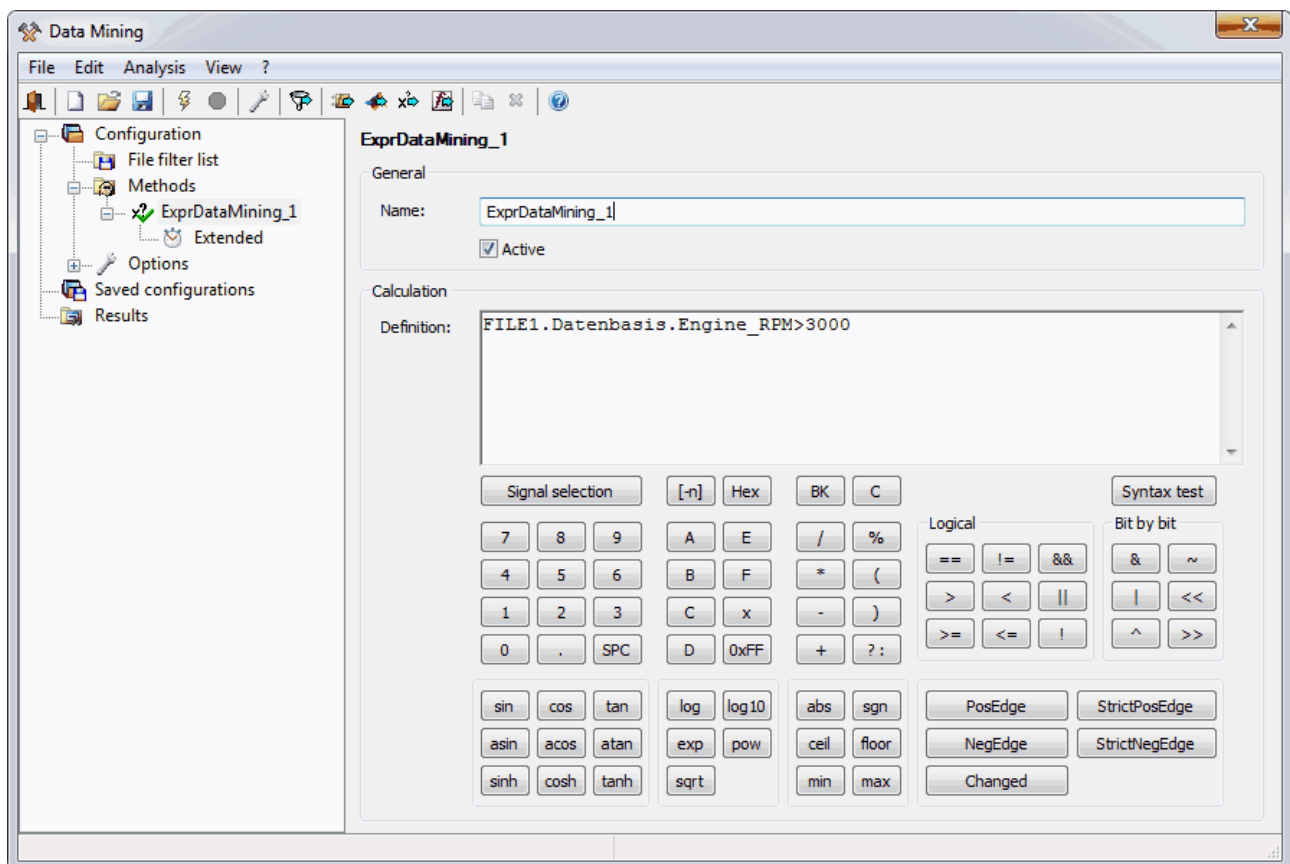 Data Mining
File Edit Analysis View ?
Configuration
File filter list
Methods
ExprDataMining_1
Extended
Options
Saved configurations
Results
ExprDataMining_1
General
Name: ExprDataMining_1
Active
Calculation
Definition: FILE1.Datenbasis.Engine_RPM>3000
Signal selection [-n] Hex BK C Syntax test
Logical Bit by bit
7 8 9 A E / %
== != && & ~
4 5 6 B F * (
> < || | <<
1 2 3 C x - )
>= <= ! ^ >>
0 . SPC D 0xFF + ? :
sin cos tan log log10 abs sgn PosEdge StrictPosEdge
asin acos atan exp pow ceil floor NegEdge StrictNegEdge
sinh cosh tanh sqrt min max Changed